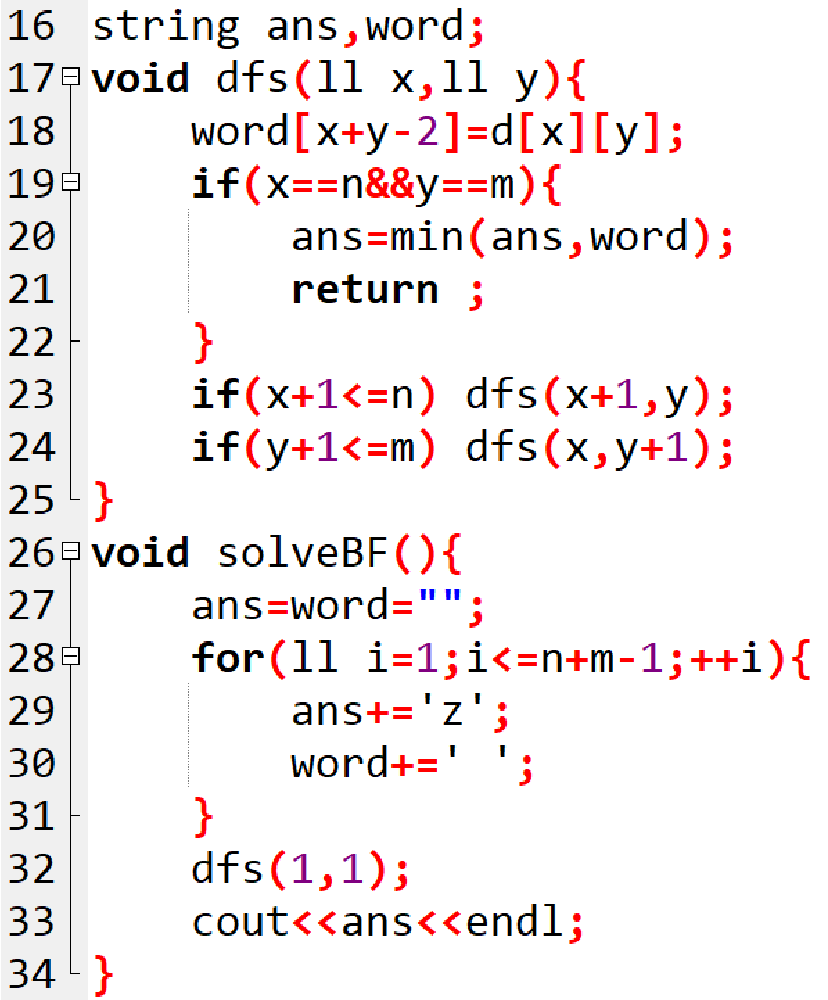 16 string ans,word;
17 void dfs(ll x,ll y){
18     word[x+y-2]=d[x][y];
19     if(x==n&&y==m){
20         ans=min(ans,word);
21         return ;
22     }
23     if(x+1<=n) dfs(x+1,y);
24     if(y+1<=m) dfs(x,y+1);
25 }
26 void solveBF(){
27     ans=word="";
28     for(ll i=1;i<=n+m-1;++i){
29         ans+='z';
30         word+=' ';
31     }
32     dfs(1,1);
33     cout<<ans<<endl;
34 }